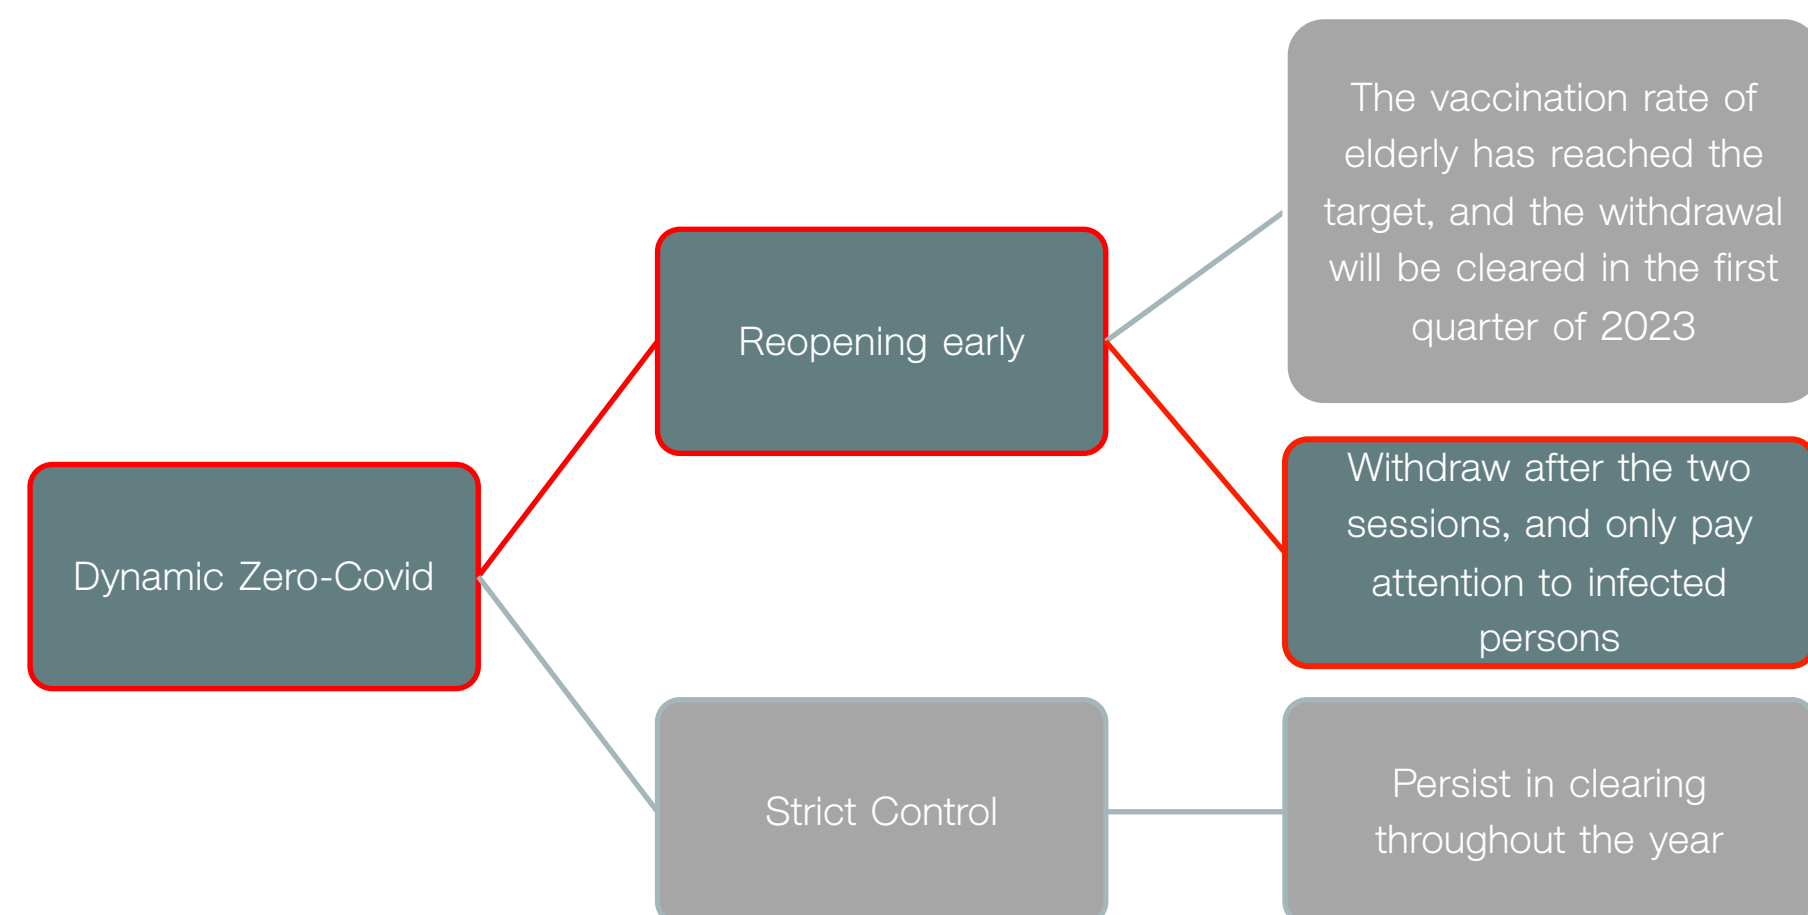 The vaccination rate of
elderly has reached the
target, and the withdrawal
will be cleared in the first
quarter of 2023
Reopening early
Withdraw after the two
sessions, and only pay
attention to infected
persons
Dynamic Zero-Covid
Strict Control
Persist in clearing
throughout the year